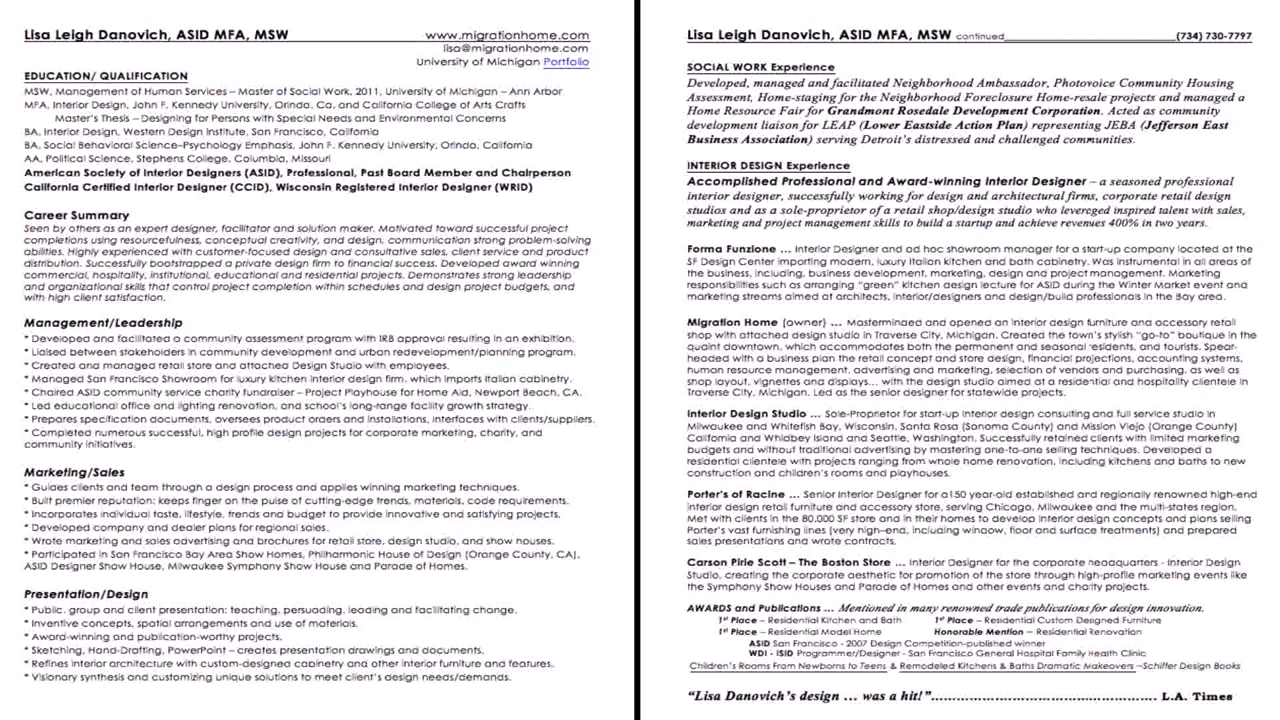 Lisa Leigh Danovich, ASID MFA, MSW www.migrationhome.com
lisa@migrationhome.com
University of Michigan Portfolio
EDUCATION/ QUALIFICATION
MSW, Management of Human Services – Master of Social Work, 2011, University of Michigan – Ann Arbor
MFA, Interior Design, John F. Kennedy University, Orinda, Ca, and California College of Arts Crafts
Master's Thesis – Designing for Persons with Special Needs and Environmental Concerns
BA, Interior Design, Western Design Institute, San Francisco, California
BA, Social Behavioral Science–Psychology Emphasis, John F. Kennedy University, Orinda, California
AA, Political Science, Stephens College, Columbia, Missouri
American Society of Interior Designers (ASID), Professional, Past Board Member and Chairperson
California Certified Interior Designer (CCID), Wisconsin Registered Interior Designer (WRID)
Career Summary
Seen by others as an expert designer, facilitator and solution maker. Motivated toward successful project
completions using resourcefulness, conceptual creativity, and design, communication strong problem-solving
abilities. Highly experienced with customer-focused design and consultative sales, client service and product
distribution. Successfully bootstrapped a private design firm to financial success. Developed award winning
commercial, hospitality, institutional, educational and residential projects. Demonstrates strong leadership
and organizational skills that control project completion within schedules and design project budgets, and
with high client satisfaction.
Management/Leadership
* Developed and facilitated a community assessment program with IRB approval resulting in an exhibition.
* Liaised between stakeholders in community development and urban redevelopment/planning program.
* Created and managed retail store and attached Design Studio with employees.
* Managed San Francisco Showroom for luxury kitchen interior design firm, which imports Italian cabinetry.
* Chaired ASID community service charity fundraiser – Project Playhouse for Home Aid, Newport Beach, CA.
* Led educational office and lighting renovation, and school's long-range facility growth strategy.
* Prepares specification documents, oversees product orders and installations, interfaces with clients/suppliers.
* Completed numerous successful, high profile design projects for corporate marketing, charity, and
community initiatives.
Marketing/Sales
* Guides clients and team through a design process and applies winning marketing techniques.
* Built premier reputation: keeps finger on the pulse of cutting-edge trends, materials, code requirements.
* Incorporates individual taste, lifestyle, trends and budget to provide innovative and satisfying projects.
* Developed company and dealer plans for regional sales.
* Wrote marketing and sales advertising and brochures for retail store, design studio, and show houses.
* Participated in San Francisco Bay Area Show Homes, Philharmonic House of Design (Orange County, CA),
ASID Designer Show House, Milwaukee Symphony Show House and Parade of Homes.
Presentation/Design
* Public, group and client presentation: teaching, persuading, leading and facilitating change.
* Inventive concepts, spatial arrangements and use of materials.
* Award-winning and publication-worthy projects.
* Sketching, Hand-Drafting, PowerPoint – creates presentation drawings and documents.
* Refines interior architecture with custom-designed cabinetry and other interior furniture and features.
* Visionary synthesis and customizing unique solutions to meet client's design needs/demands.
Lisa Leigh Danovich, ASID MFA, MSW continued (734) 730-7797
SOCIAL WORK Experience
Developed, managed and facilitated Neighborhood Ambassador, Photovoice Community Housing
Assessment, Home-staging for the Neighborhood Foreclosure Home-resale projects and managed a
Home Resource Fair for Grandmont Rosedale Development Corporation. Acted as community
development liaison for LEAP (Lower Eastside Action Plan) representing JEBA (Jefferson East
Business Association) serving Detroit's distressed and challenged communities.
INTERIOR DESIGN Experience
Accomplished Professional and Award-winning Interior Designer – a seasoned professional
interior designer, successfully working for design and architectural firms, corporate retail design
studios and as a sole-proprietor of a retail shop/design studio who leveraged inspired talent with sales,
marketing and project management skills to build a startup and achieve revenues 400% in two years.
Forma Funzione ... Interior Designer and ad hoc showroom manager for a start-up company located at the
SF Design Center importing modern, luxury Italian kitchen and bath cabinetry. Was instrumental in all areas of
the business, including, business development, marketing, design and project management. Marketing
responsibilities such as arranging "green" kitchen design lecture for ASID during the Winter Market event and
marketing streams aimed at architects, interior/designers and design/build professionals in the Bay area.
Migration Home (owner) ... Masterminded and opened an interior design furniture and accessory retail
shop with attached design studio in Traverse City, Michigan. Created the town's stylish "go-to" boutique in the
quaint downtown, which accommodates both the permanent and seasonal residents, and tourists. Spear-
headed with a business plan the retail concept and store design, financial projections, accounting systems,
human resource management, advertising and marketing, selection of vendors and purchasing, as well as
shop layout, vignettes and displays... with the design studio aimed at a residential and hospitality clientele in
Traverse City, Michigan. Led as the senior designer for statewide projects.
Interior Design Studio ... Sole-Proprietor for start-up interior design consulting and full service studio in
Milwaukee and Whitefish Bay, Wisconsin, Santa Rosa (Sonoma County) and Mission Viejo (Orange County)
California and Whidbey Island and Seattle, Washington. Successfully retained clients with limited marketing
budgets and without traditional advertising by mastering one-to-one selling techniques. Developed a
residential clientele with projects ranging from whole home renovation, including kitchens and baths to new
construction and children's rooms and playhouses.
Porter's of Racine ... Senior Interior Designer for a 150 year-old established and regionally renowned high-end
interior design retail furniture and accessory store, serving Chicago, Milwaukee and the multi-states region.
Met with clients in the 80,000 SF store and in their homes to develop interior design concepts and plans selling
Porter's vast furnishing lines (very high-end, including window, floor and surface treatments) and prepared
sales presentations and wrote contracts.
Carson Pirie Scott – The Boston Store ... Interior Designer for the corporate headquarters - Interior Design
Studio, creating the corporate aesthetic for promotion of the store through high-profile marketing events like
the Symphony Show Houses and Parade of Homes and other events and charity projects.
AWARDS and Publications ... Mentioned in many renowned trade publications for design innovation.
1st Place – Residential Kitchen and Bath 1st Place – Residential Custom Designed Furniture
1st Place – Residential Model Home Honorable Mention – Residential Renovation
ASID San Francisco - 2007 Design Competition-published winner
WDI - ISID Programmer/Designer - San Francisco General Hospital Family Health Clinic
Children's Rooms From Newborns to Teens & Remodeled Kitchens & Baths Dramatic Makeovers –Schiffer Design Books
"Lisa Danovich's design ... was a hit!"........................................................ L.A. Times